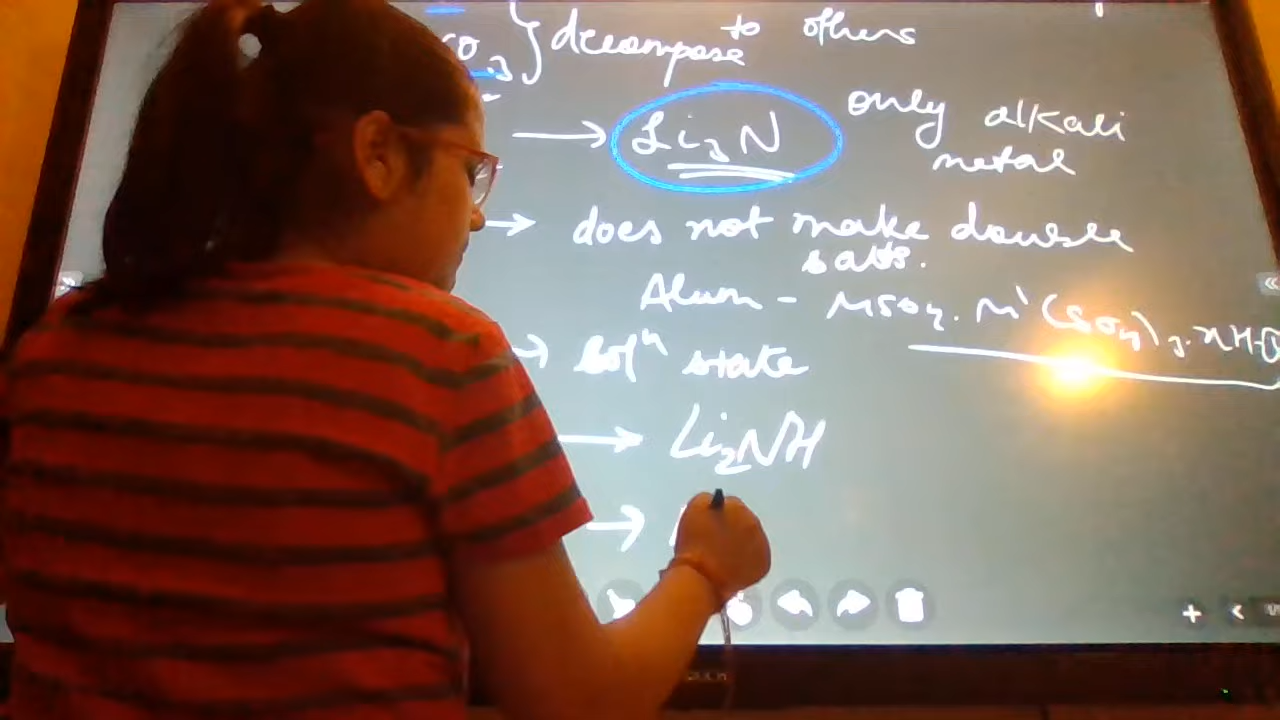 CO3 } decompose to others
→ Li3N only alkali
metal
→ does not make double
salts.
Alum - MSO4. M'(SO4)3. xH2O
→ solⁿ state
→ Li2NH
→